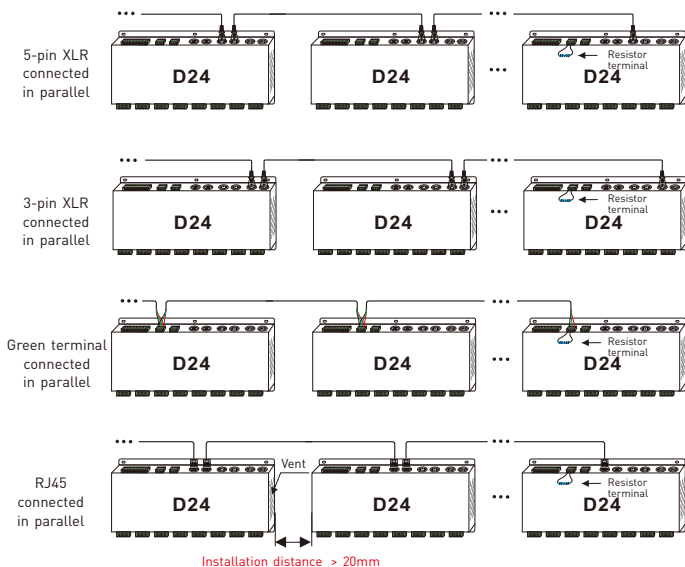 5-pin XLR
connected
in parallel
D24
D24
D24
Resistor
terminal
3-pin XLR
connected
in parallel
D24
D24
D24
Resistor
terminal
Green terminal
connected
in parallel
D24
D24
D24
Resistor
terminal
RJ45
connected
in parallel
D24
Vent
D24
D24
Resistor
terminal
Installation distance > 20mm